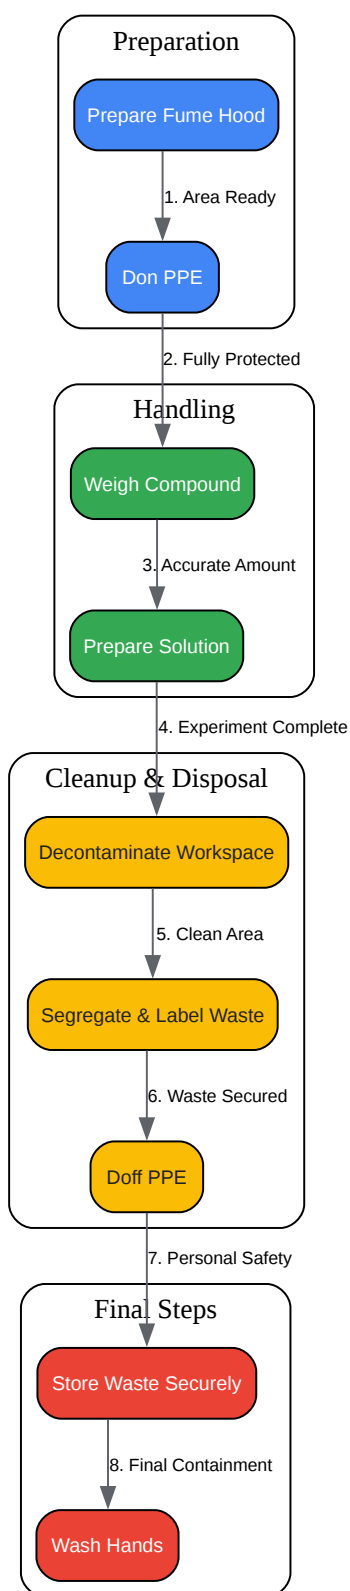 Preparation
Prepare Fume Hood
1. Area Ready
Don PPE
2. Fully Protected
Handling
Weigh Compound
3. Accurate Amount
Prepare Solution
4. Experiment Complete
Cleanup & Disposal
Decontaminate Workspace
5. Clean Area
Segregate & Label Waste
6. Waste Secured
Doff PPE
7. Personal Safety
Final Steps
Store Waste Securely
8. Final Containment
Wash Hands